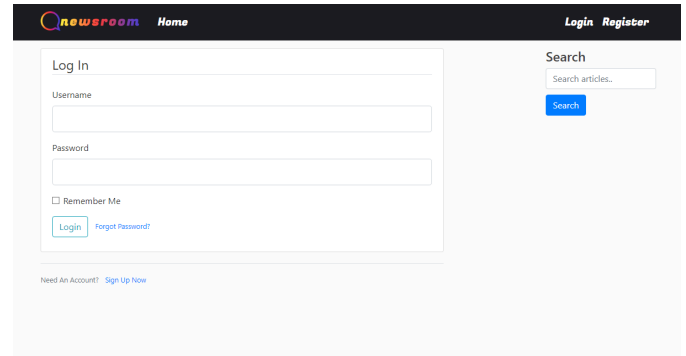 newsroom Home Login Register
Log In
Username
Password
Remember Me
Login Forgot Password?
Need An Account? Sign Up Now
Search
Search articles..
Search